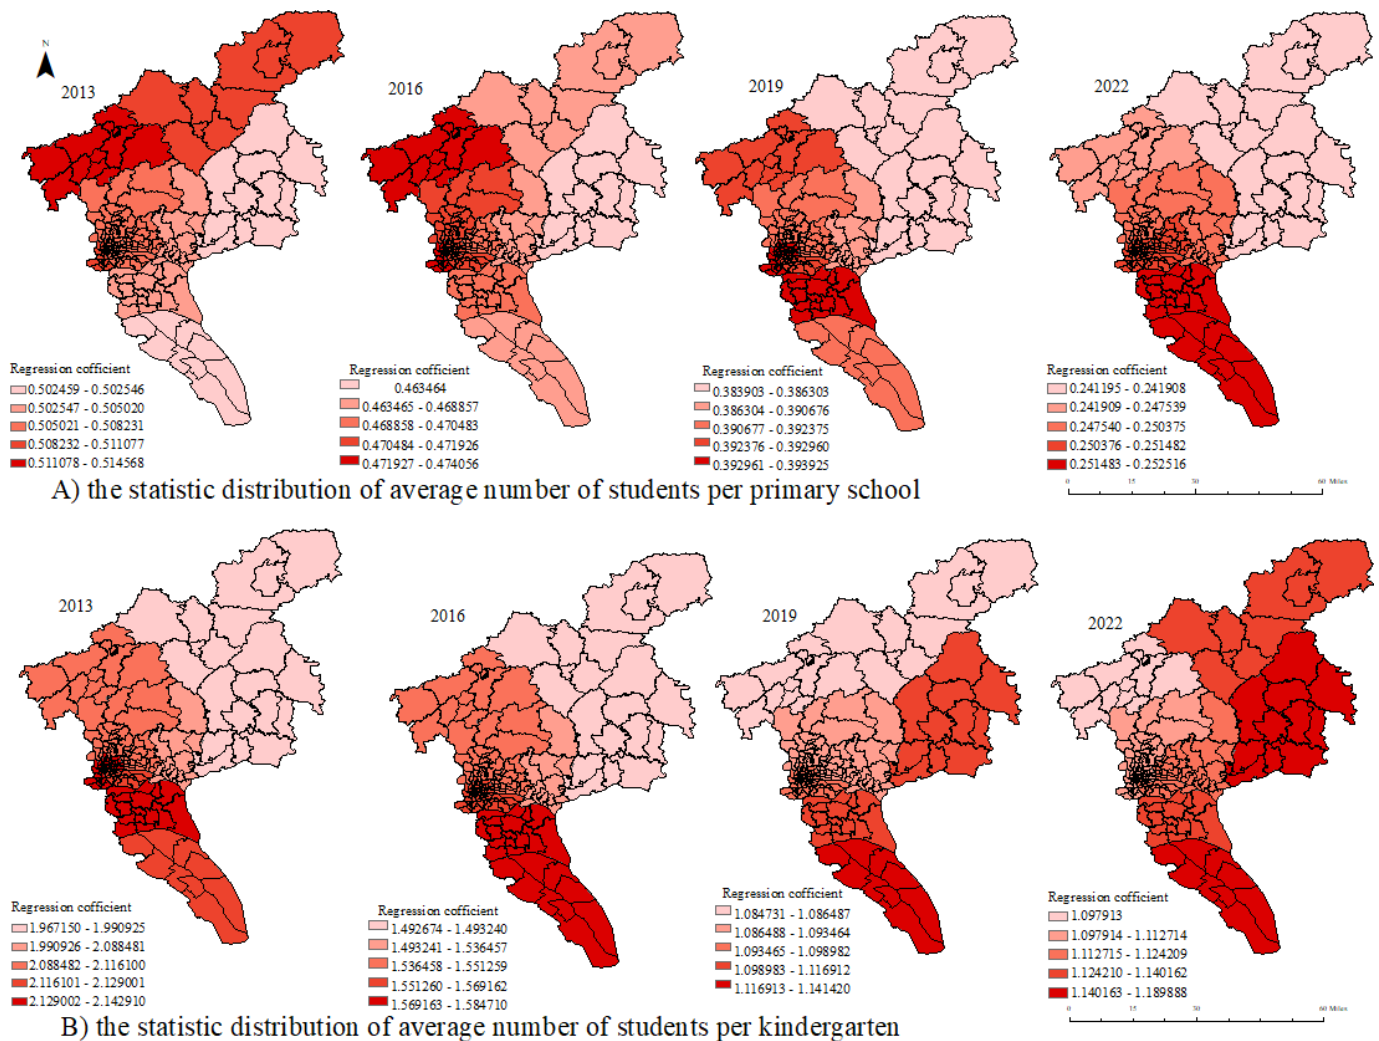 N
2013
2016
2019
2022
Regression cofficient
0.502459 - 0.502546
0.502547 - 0.505020
0.505021 - 0.508231
0.508232 - 0.511077
0.511078 - 0.514568
Regression cofficient
0.463464
0.463465 - 0.468857
0.468858 - 0.470483
0.470484 - 0.471926
0.471927 - 0.474056
Regression cofficient
0.383903 - 0.386303
0.386304 - 0.390676
0.390677 - 0.392375
0.392376 - 0.392960
0.392961 - 0.393925
Regression cofficient
0.241195 - 0.241908
0.241909 - 0.247539
0.247540 - 0.250375
0.250376 - 0.251482
0.251483 - 0.252516
A) the statistic distribution of average number of students per primary school
0 15 30 60 Miles
2013
2016
2019
2022
Regression cofficient
1.967150 - 1.990925
1.990926 - 2.088481
2.088482 - 2.116100
2.116101 - 2.129001
2.129002 - 2.142910
Regression cofficient
1.492674 - 1.493240
1.493241 - 1.536457
1.536458 - 1.551259
1.551260 - 1.569162
1.569163 - 1.584710
Regression cofficient
1.084731 - 1.086487
1.086488 - 1.093464
1.093465 - 1.098982
1.098983 - 1.116912
1.116913 - 1.141420
Regression cofficient
1.097913
1.097914 - 1.112714
1.112715 - 1.124209
1.124210 - 1.140162
1.140163 - 1.189888
B) the statistic distribution of average number of students per kindergarten
0 15 30 60 Miles